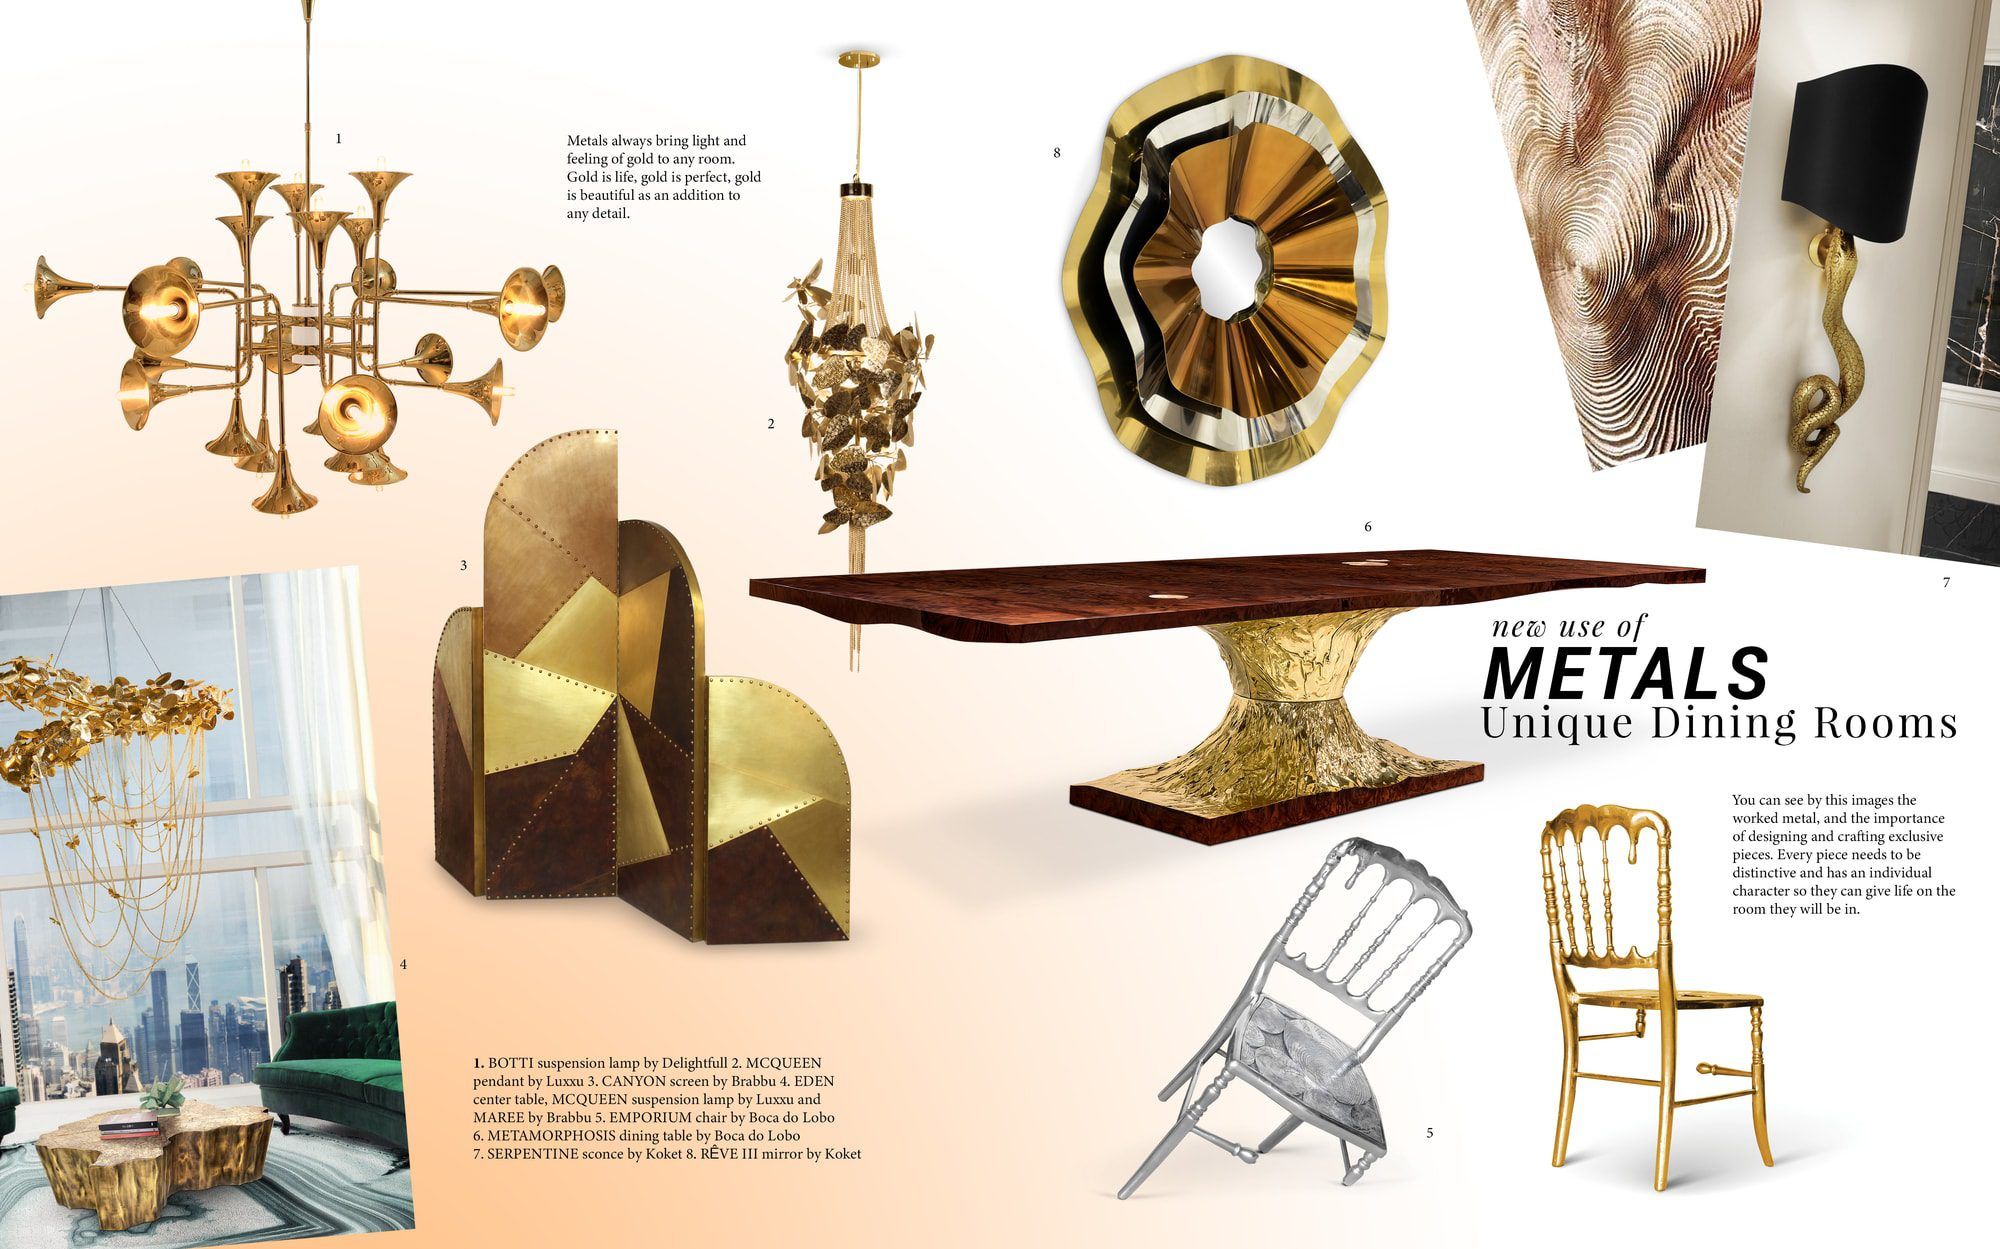 1
Metals always bring light and
feeling of gold to any room.
Gold is life, gold is perfect, gold
is beautiful as an addition to
any detail.
8
2
3
6
7
new use of
METALS
Unique Dining Rooms
You can see by this images the
worked metal, and the importance
of designing and crafting exclusive
pieces. Every piece needs to be
distinctive and has an individual
character so they can give life on the
room they will be in.
4
5
1. BOTTI suspension lamp by Delightfull 2. MCQUEEN
pendant by Luxxu 3. CANYON screen by Brabbu 4. EDEN
center table, MCQUEEN suspension lamp by Luxxu and
MAREE by Brabbu 5. EMPORIUM chair by Boca do Lobo
6. METAMORPHOSIS dining table by Boca do Lobo
7. SERPENTINE sconce by Koket 8. RÊVE III mirror by Koket